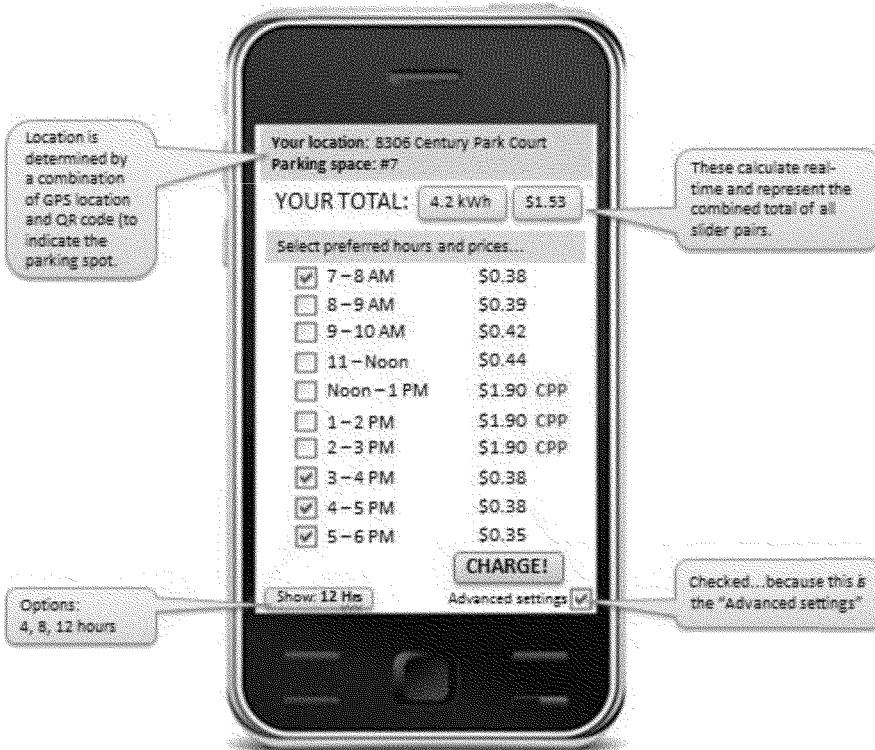 Your location: 8306 Century Park Court
Parking space: #7
YOUR TOTAL: 4.2 kWh $1.53
Select preferred hours and prices...
7–8 AM $0.38
8–9 AM $0.39
9–10 AM $0.42
11–Noon $0.44
Noon–1 PM $1.90 CPP
1–2 PM $1.90 CPP
2–3 PM $1.90 CPP
3–4 PM $0.38
4–5 PM $0.38
5–6 PM $0.35
CHARGE!
Show: 12 Hrs Advanced settings
Location is
determined by
a combination
of GPS location
and QR code (to
indicate the
parking spot.
These calculate real-
time and represent the
combined total of all
slider pairs.
Options:
4, 8, 12 hours
Checked...because this is
the "Advanced settings"